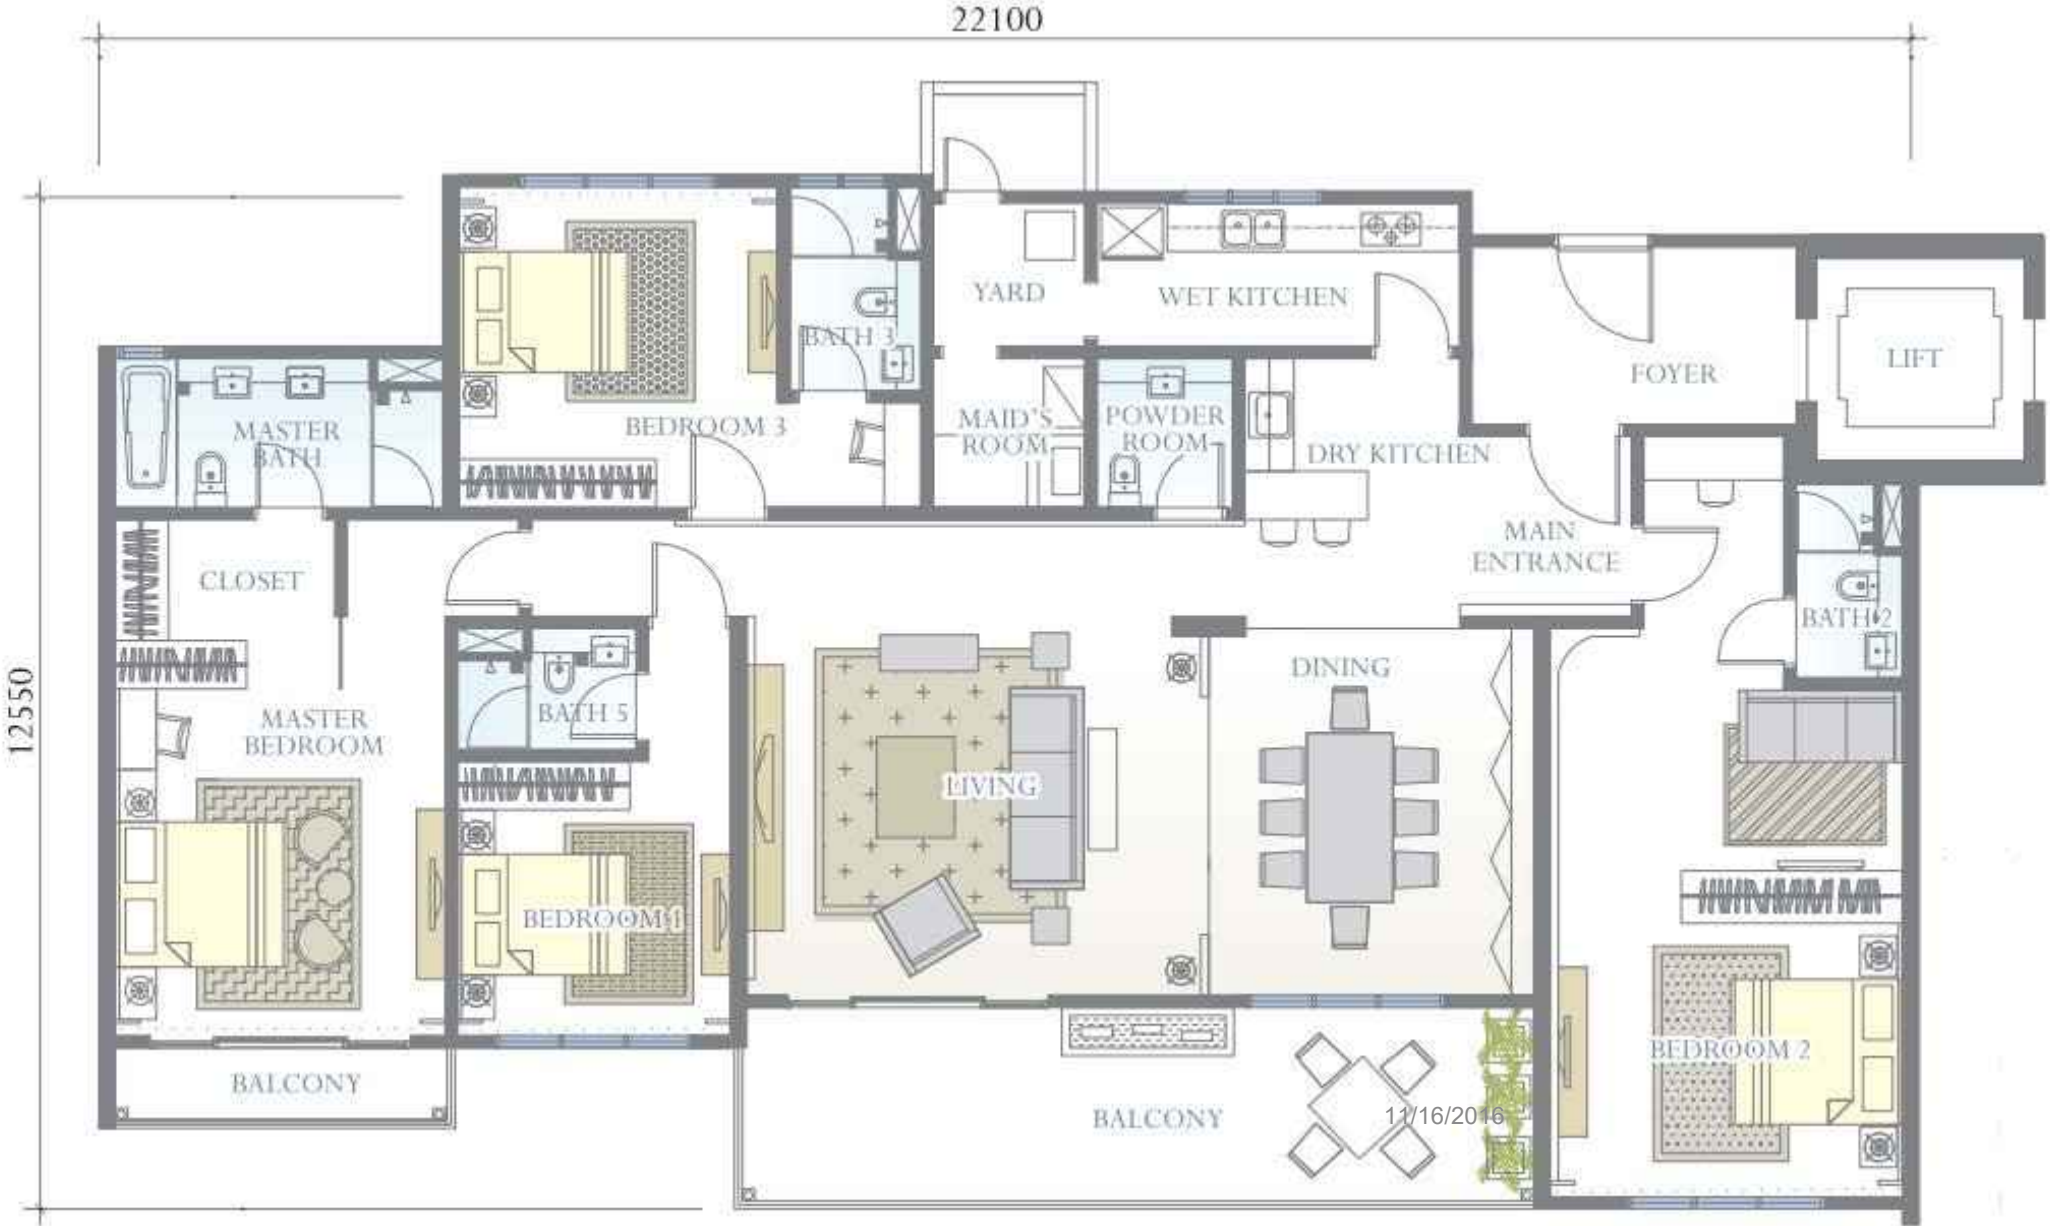 22100
12550
YARD
WET KITCHEN
BATH 3
FOYER
LIFT
MASTER
BATH
BEDROOM 3
MAID'S
ROOM
POWDER
ROOM
DRY KITCHEN
MAIN
ENTRANCE
CLOSET
BATH 2
MASTER
BEDROOM
BATH 5
DINING
LIVING
BEDROOM 1
BEDROOM 2
BALCONY
BALCONY
11/16/2016